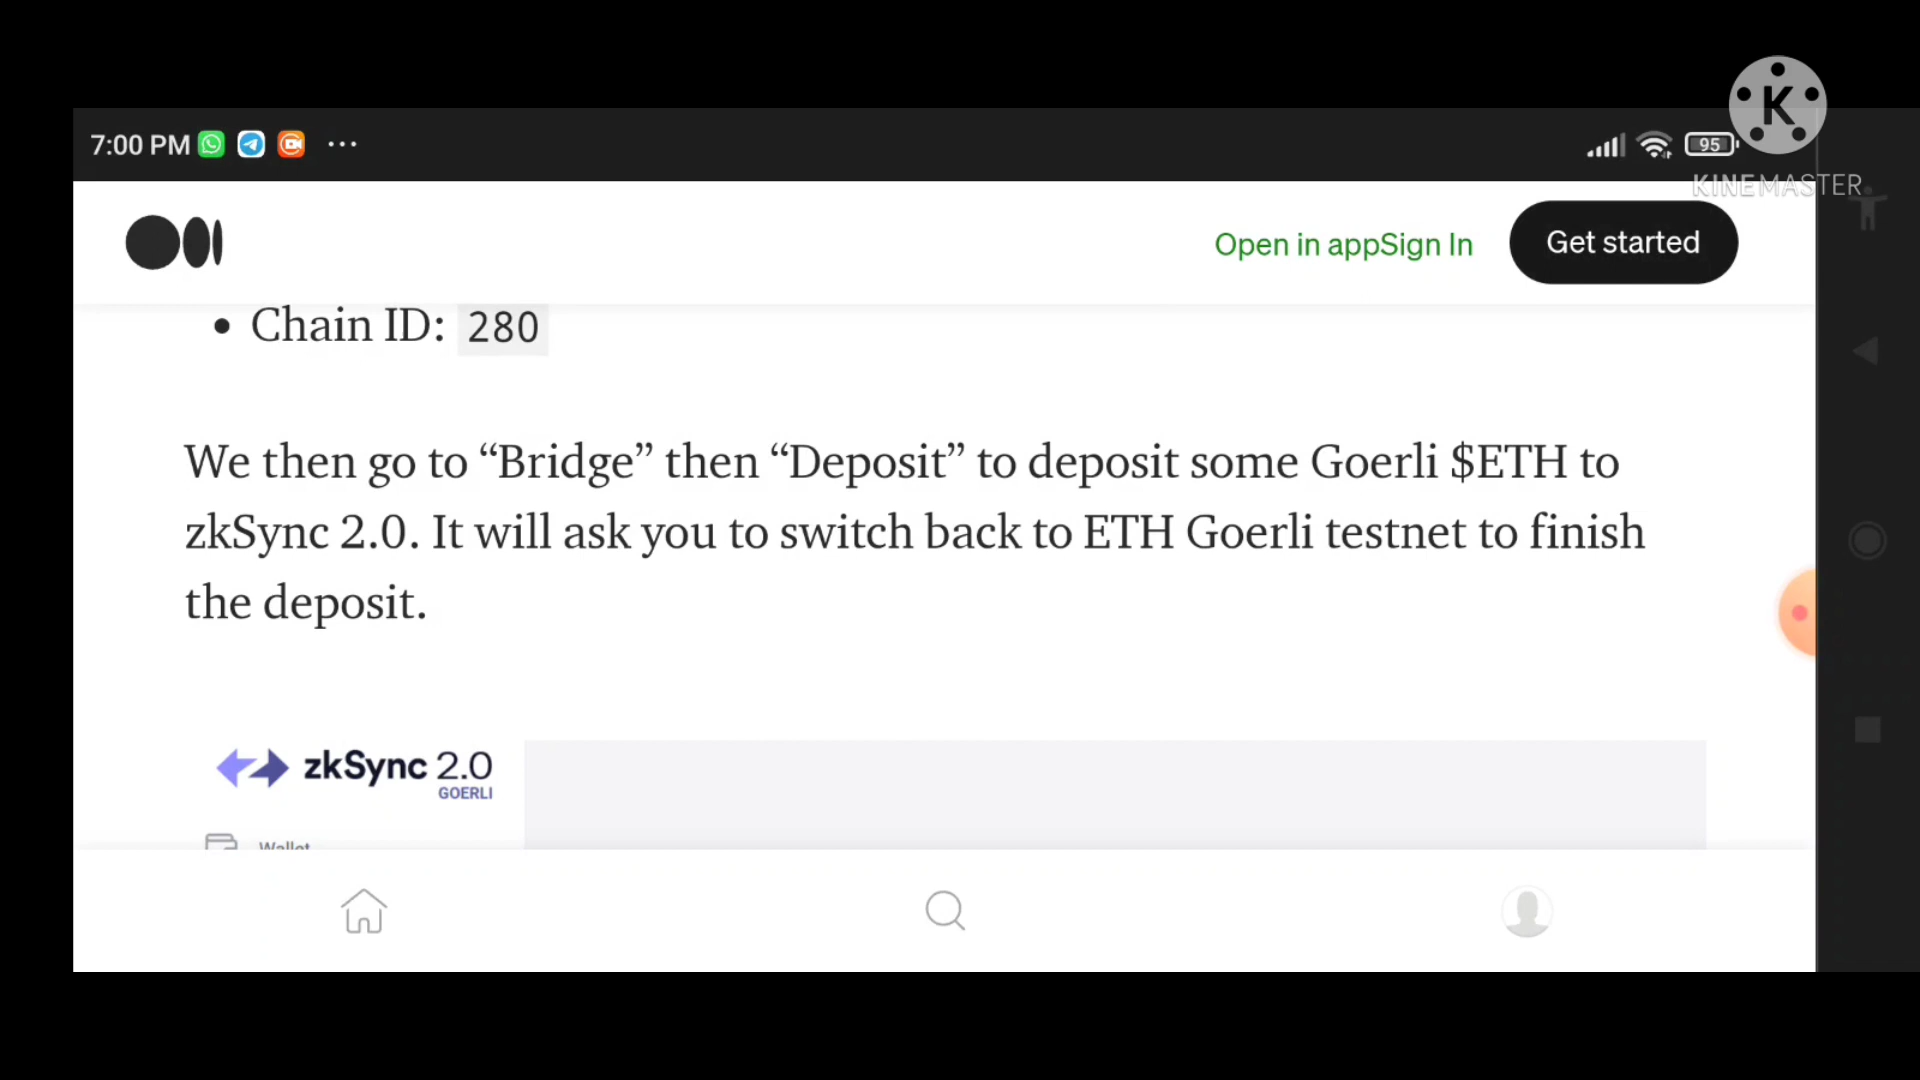 7:00 PM
95
K
KINEMASTER
Open in appSign In
Get started
• Chain ID: 280
We then go to “Bridge” then “Deposit” to deposit some Goerli $ETH to
zkSync 2.0. It will ask you to switch back to ETH Goerli testnet to finish
the deposit.
zkSync 2.0
GOERLI
Wallet